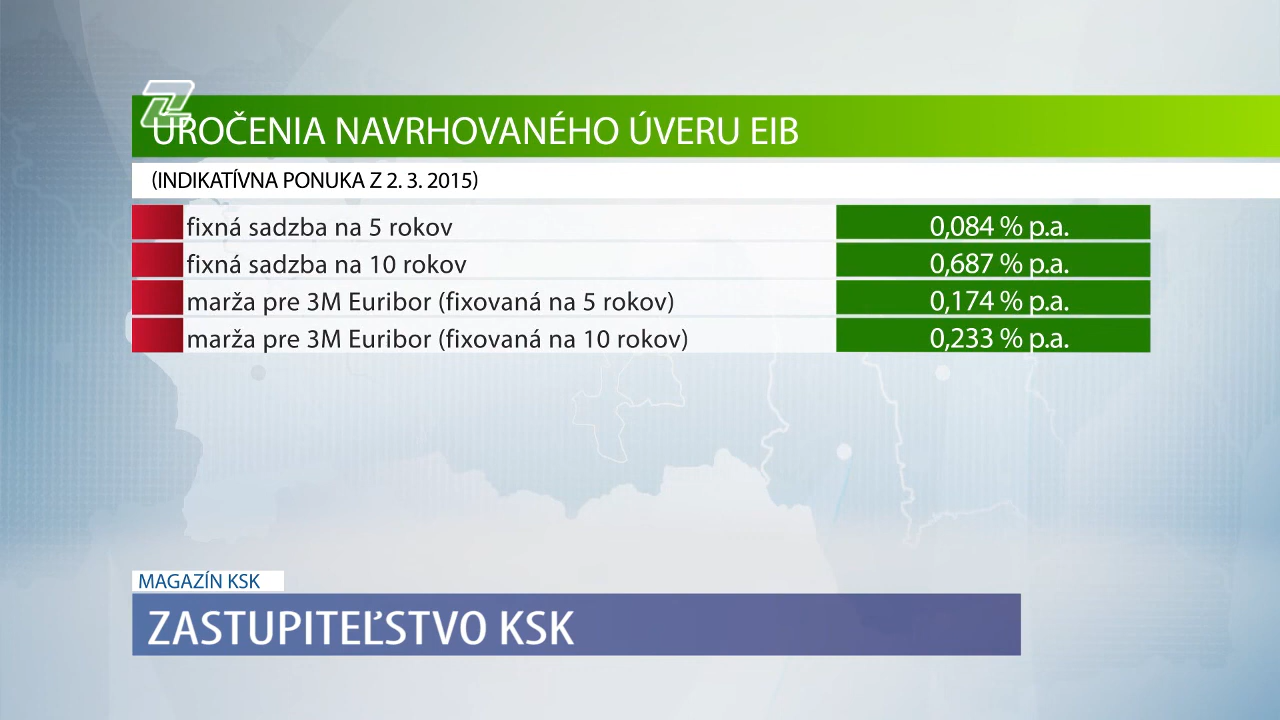 ÚROČENIA NAVRHOVANÉHO ÚVERU EIB
(INDIKATÍVNA PONUKA Z 2. 3. 2015)
fixná sadzba na 5 rokov 0,084 % p.a.
fixná sadzba na 10 rokov 0,687 % p.a.
marža pre 3M Euribor (fixovaná na 5 rokov) 0,174 % p.a.
marža pre 3M Euribor (fixovaná na 10 rokov) 0,233 % p.a.
MAGAZÍN KSK
ZASTUPITEĽSTVO KSK